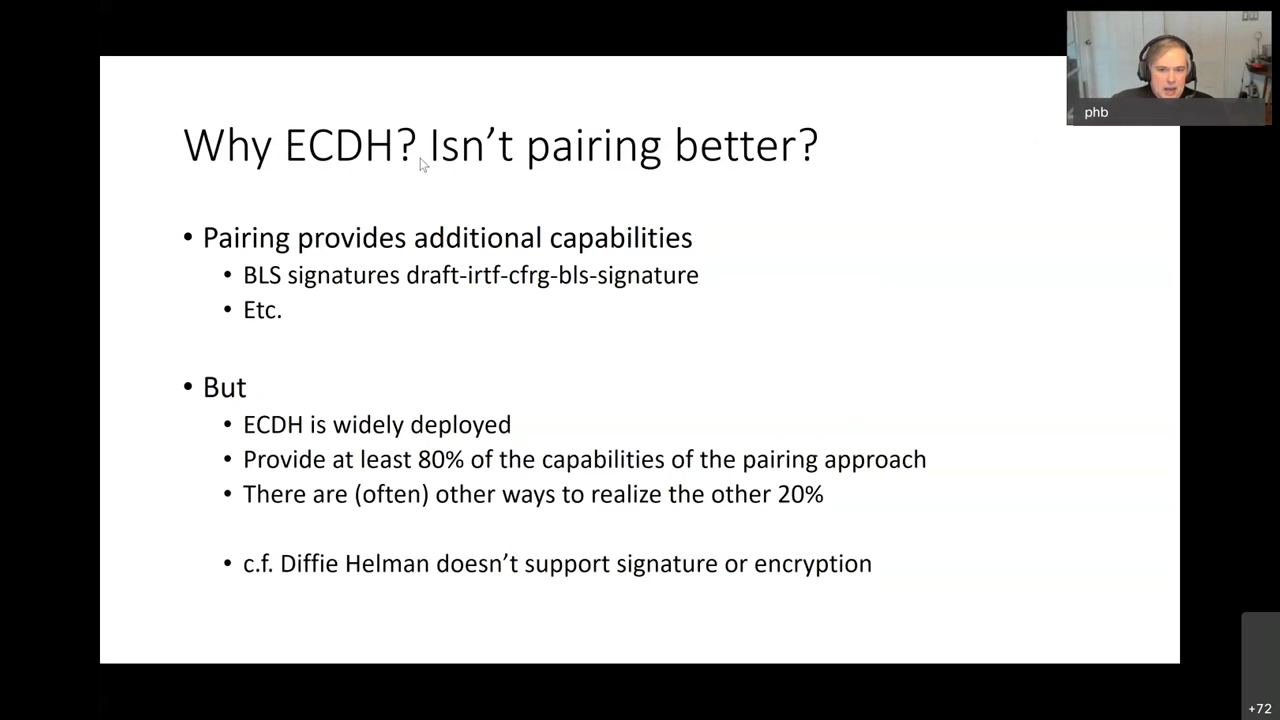 phb
Why ECDH? Isn’t pairing better?
• Pairing provides additional capabilities
• BLS signatures draft-irtf-cfrg-bls-signature
• Etc.
• But
• ECDH is widely deployed
• Provide at least 80% of the capabilities of the pairing approach
• There are (often) other ways to realize the other 20%
• c.f. Diffie Helman doesn’t support signature or encryption
+72